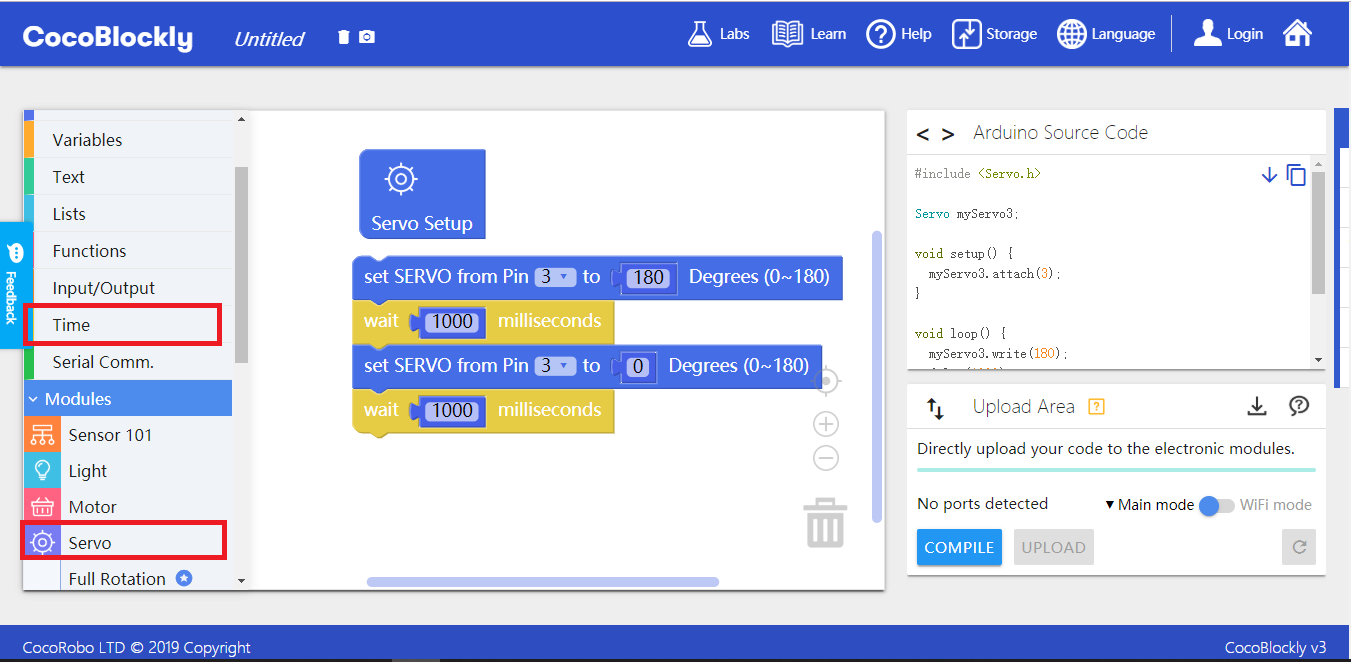 CocoBlockly
Untitled
Labs
Learn
Help
Storage
Language
Login
Feedback
Variables
Text
Lists
Functions
Input/Output
Time
Serial Comm.
Modules
Sensor 101
Light
Motor
Servo
Full Rotation
Servo Setup
set SERVO from Pin 3 to 180 Degrees (0~180)
wait 1000 milliseconds
set SERVO from Pin 3 to 0 Degrees (0~180)
wait 1000 milliseconds
< > Arduino Source Code
#include <Servo.h>
Servo myServo3;
void setup() {
myServo3.attach(3);
}
void loop() {
myServo3.write(180);
Upload Area ?
Directly upload your code to the electronic modules.
No ports detected
Main mode
WiFi mode
COMPILE
UPLOAD
CocoRobo LTD © 2019 Copyright
CocoBlockly v3